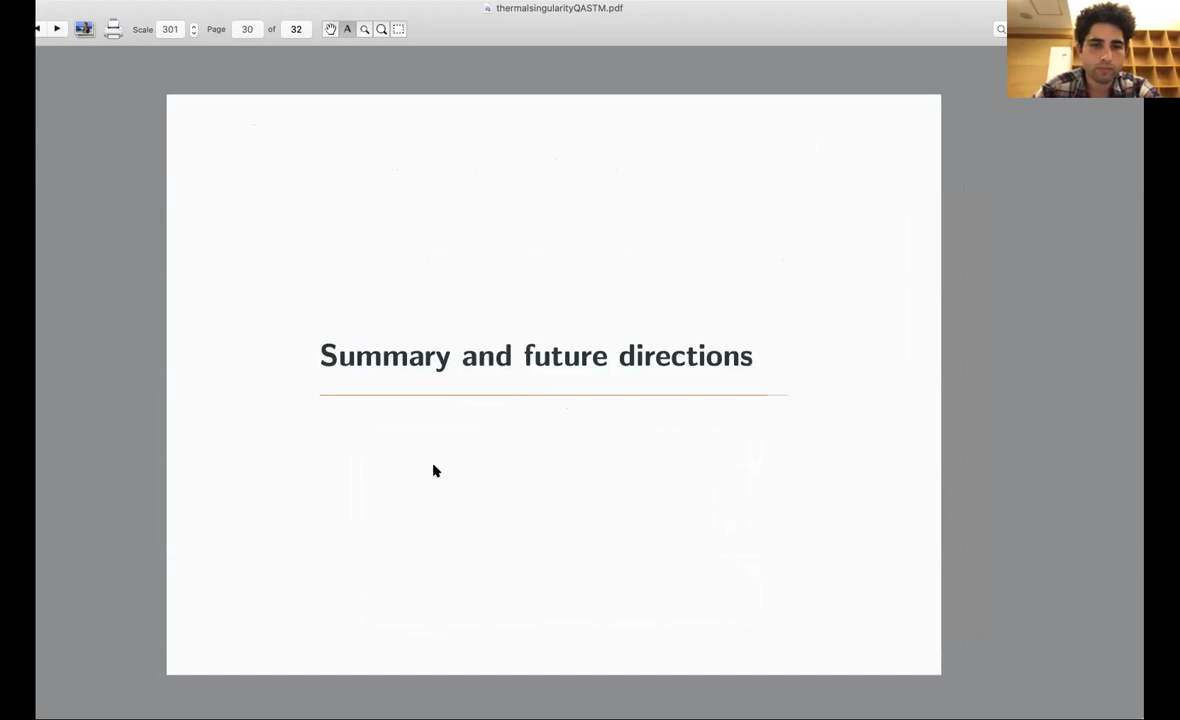 thermalsingularityQASTM.pdf
Scale 301 Page 30 of 32 A
Summary and future directions